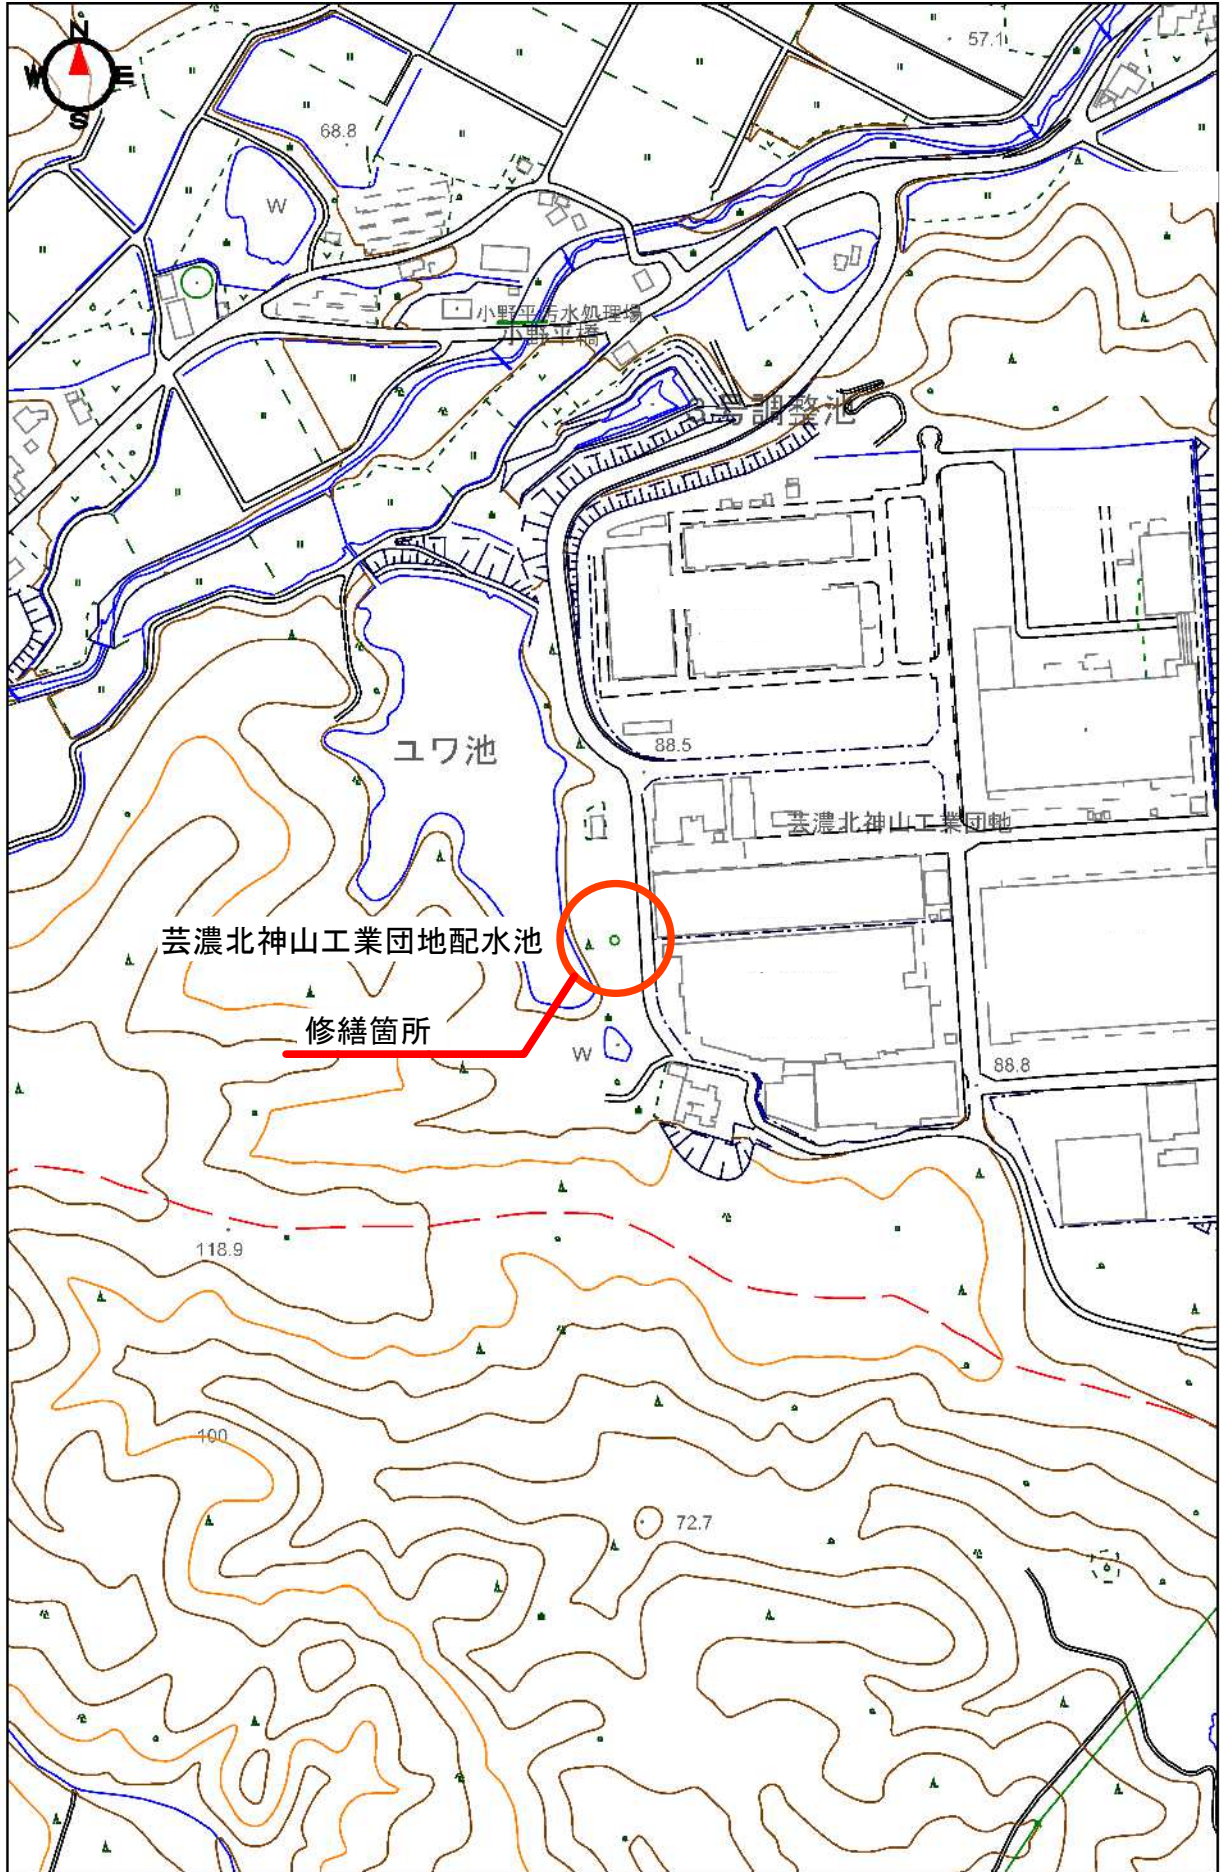 N
W
E
S
57.1
68.8
W
小野平汚水処理場
小野平橋
3号調整池
ユワ池
88.5
芸濃北神山工業団地
芸濃北神山工業団地配水池
修繕箇所
W
88.8
118.9
100
72.7